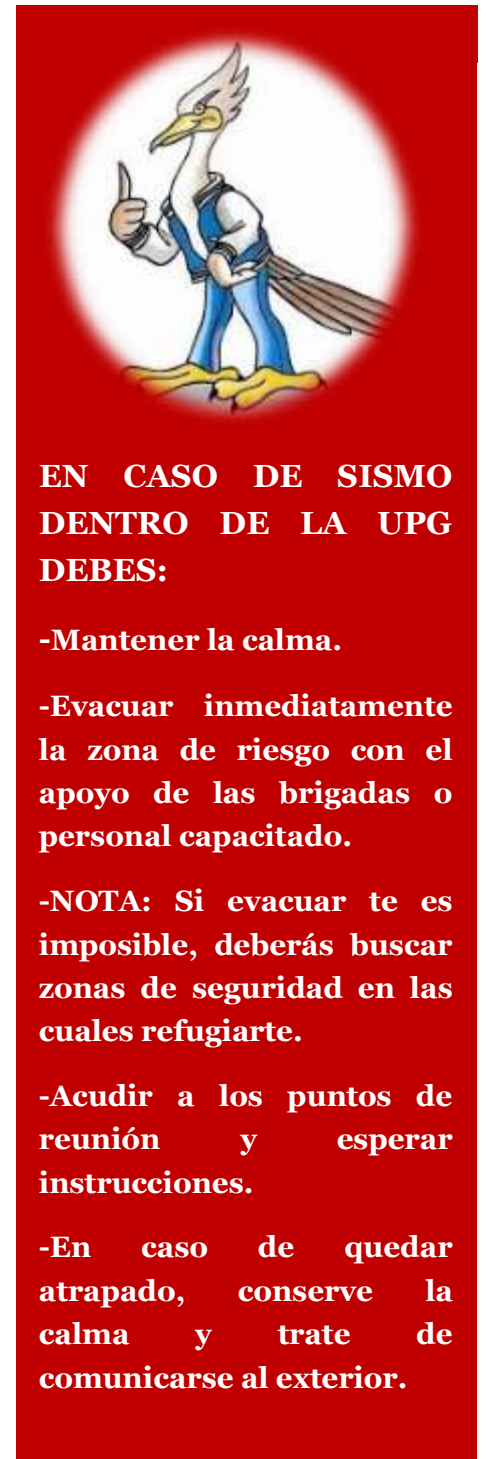 EN CASO DE SISMO
DENTRO DE LA UPG
DEBES:
-Mantener la calma.
-Evacuar inmediatamente
la zona de riesgo con el
apoyo de las brigadas o
personal capacitado.
-NOTA: Si evacuar te es
imposible, deberás buscar
zonas de seguridad en las
cuales refugiarte.
-Acudir a los puntos de
reunión y esperar
instrucciones.
-En caso de quedar
atrapado, conserve la
calma y trate de
comunicarse al exterior.